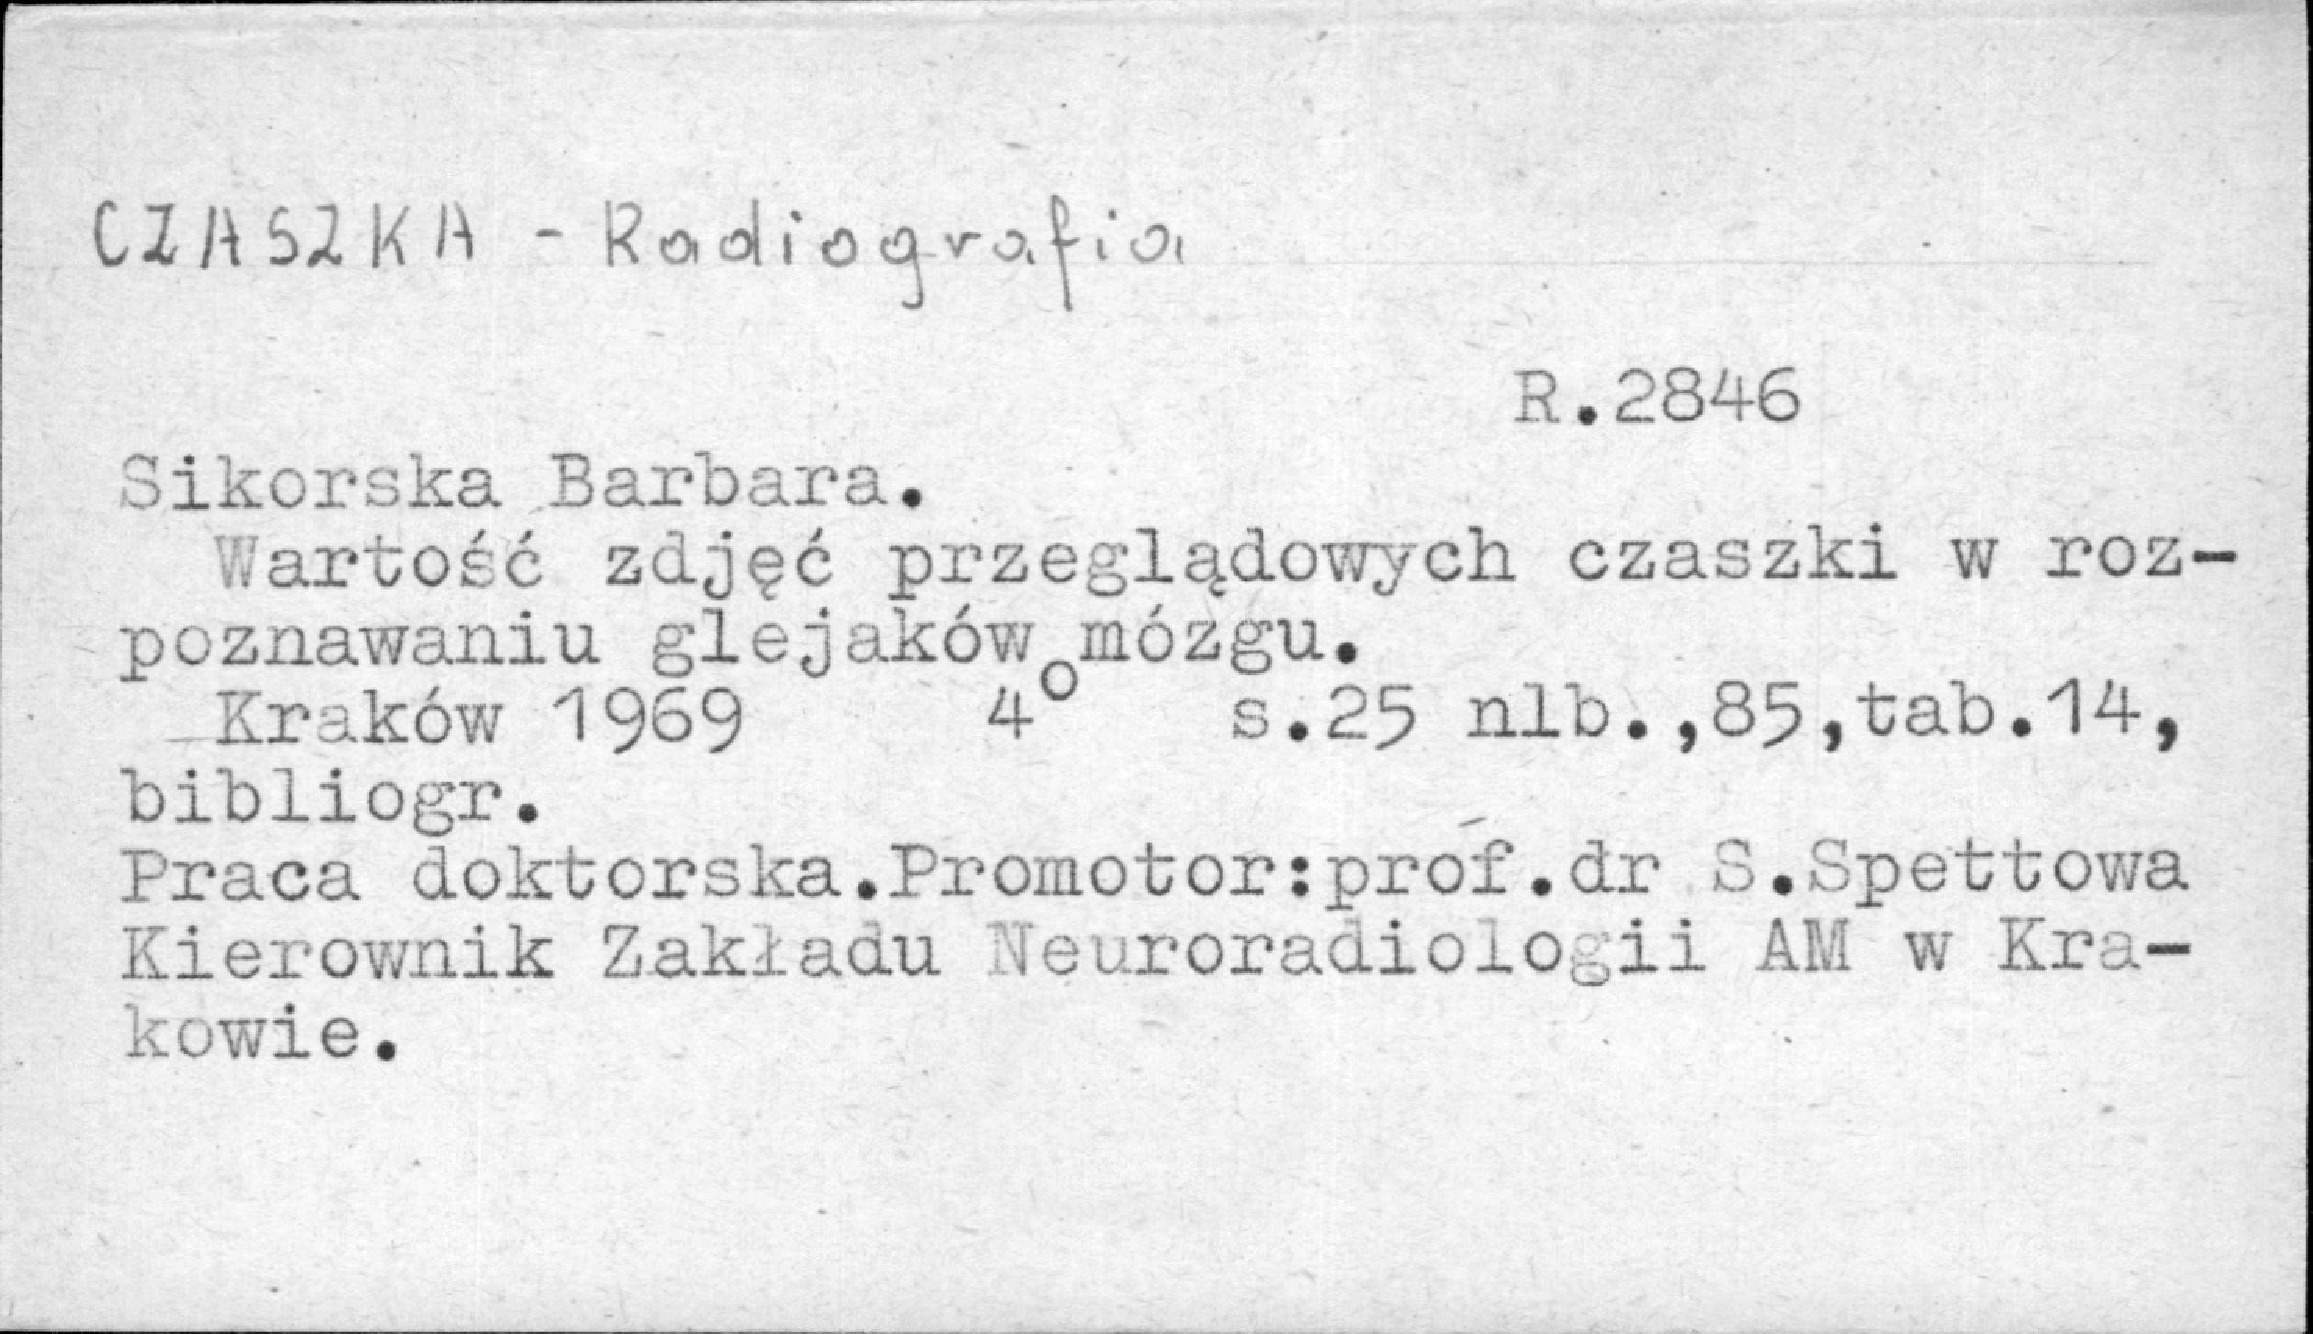 CZASZKA - Radiografia
R.2846
Sikorska Barbara.
Wartość zdjęć przeglądowych czaszki w roz-
poznawaniu glejaków mózgu.
Kraków 1969 4° s.25 nlb.,85,tab.14,
bibliogr.
Praca doktorska.Promotor:prof.dr S.Spettowa
Kierownik Zakładu Neuroradiologii AM w Kra-
kowie.